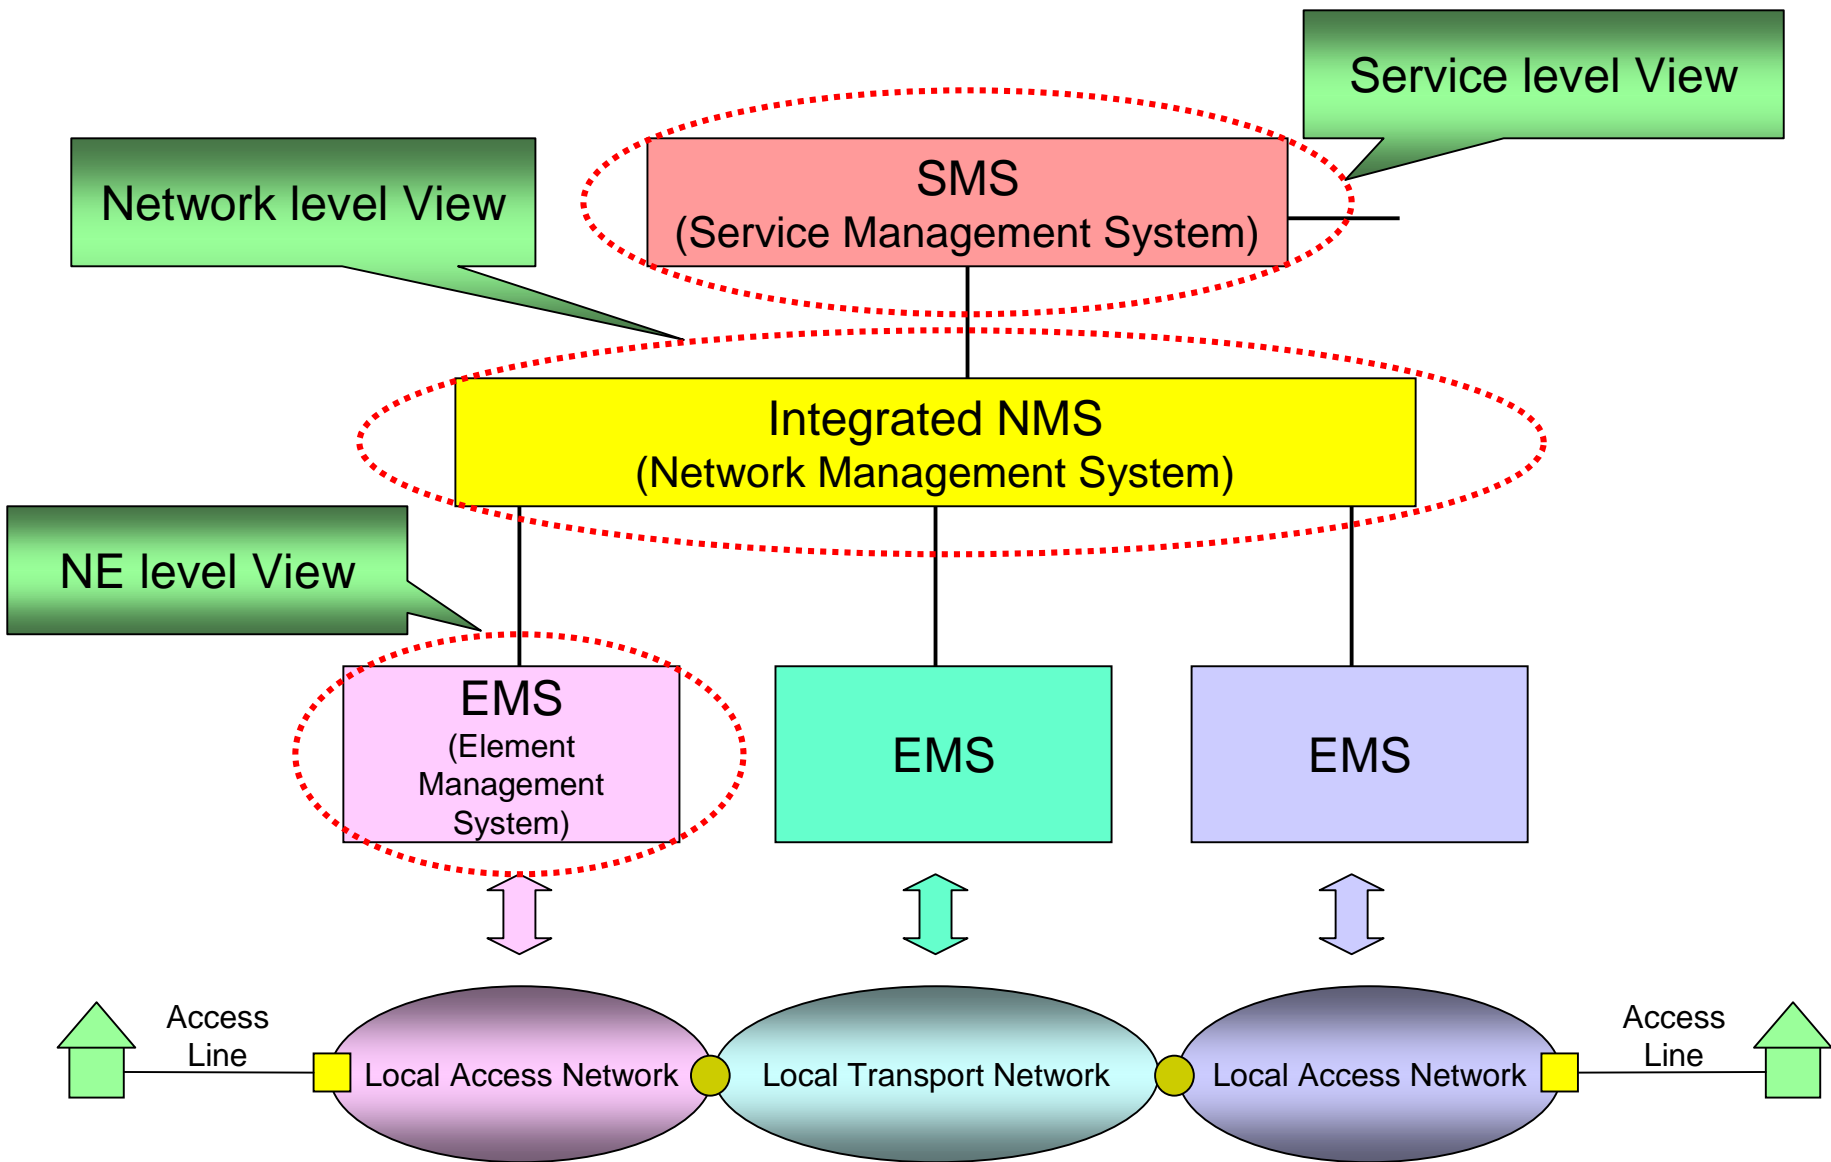 Service level View
Network level View
SMS
(Service Management System)
Integrated NMS
(Network Management System)
NE level View
EMS
(Element
Management
System)
EMS
EMS
Access
Line
Local Access Network
Local Transport Network
Local Access Network
Access
Line